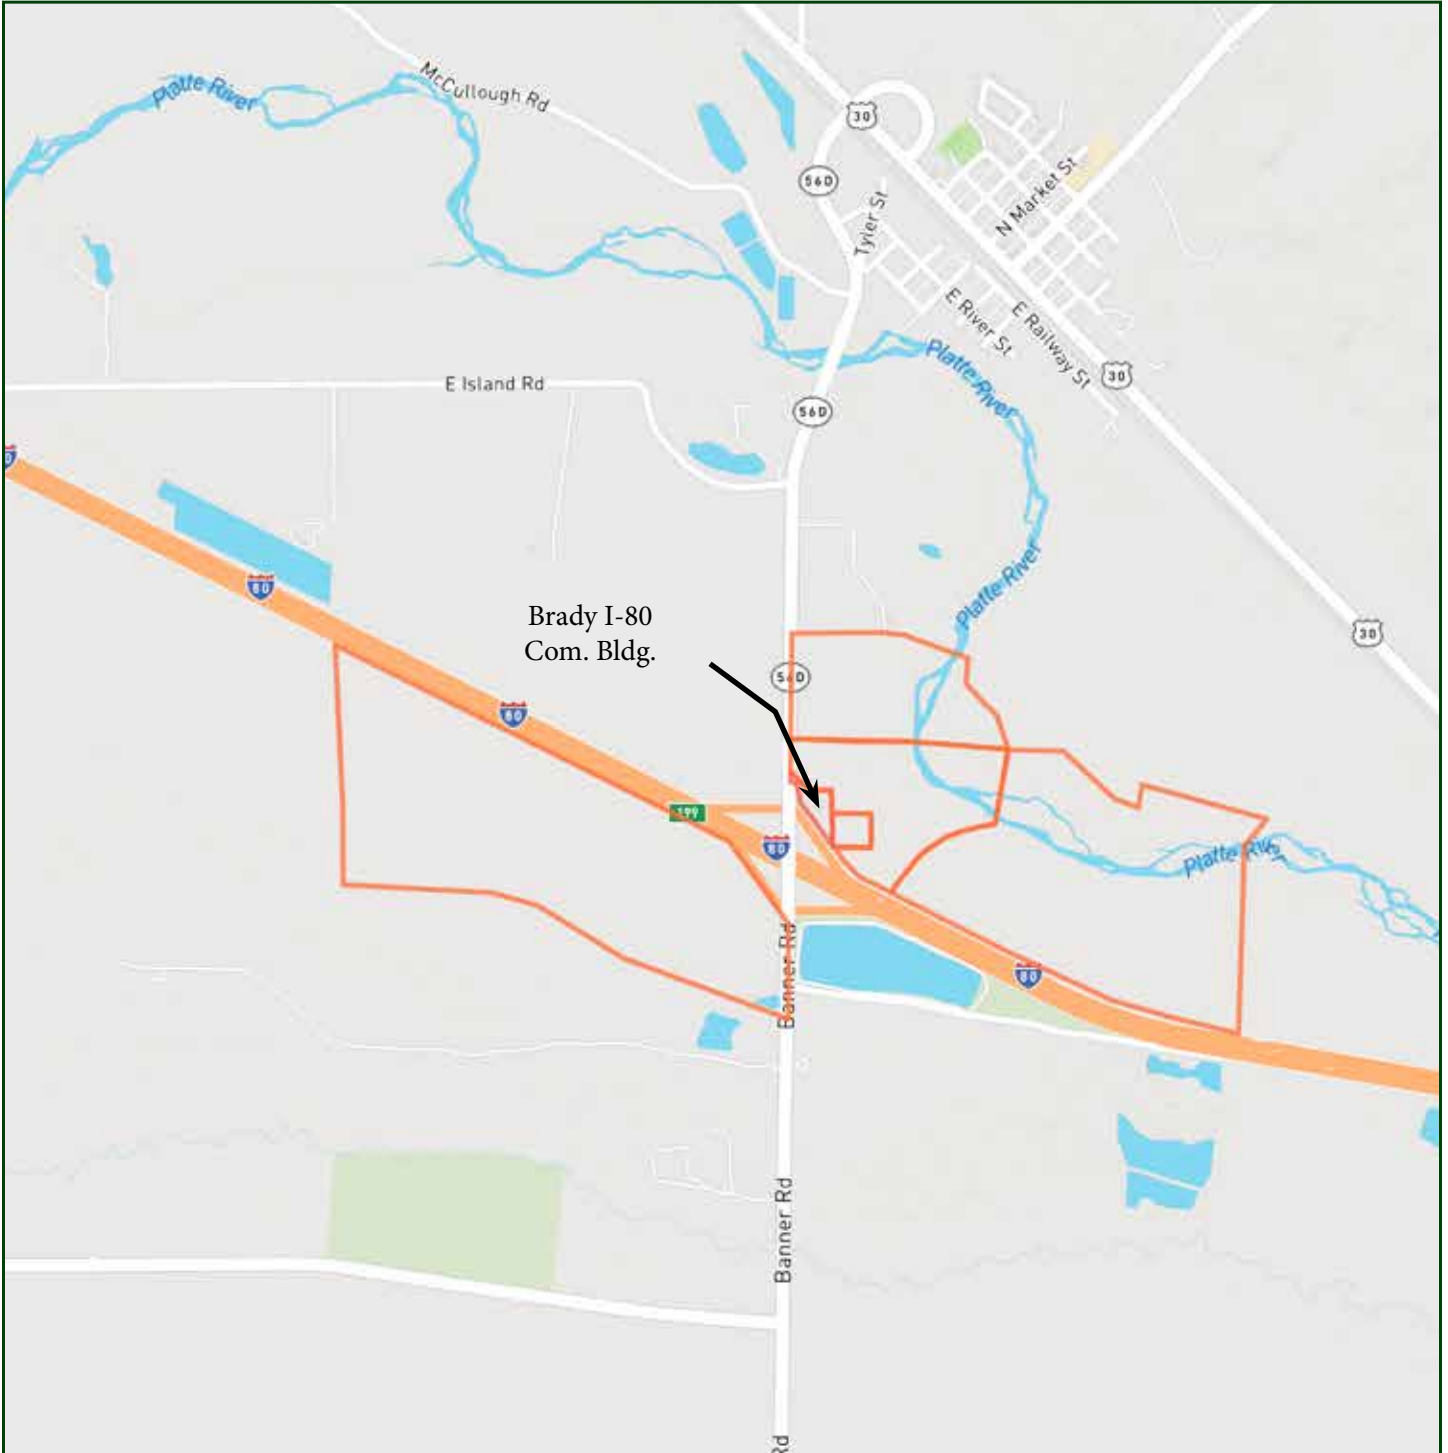 Platte River
McCullough Rd
30
56D
N Market St
Tyler St
E River St
E Railway St
30
Platte River
E Island Rd
56D
80
Platte River
Brady I-80
Com. Bldg.
30
56D
80
199
80
Platte River
Banner Rd
80
Banner Rd
Rd